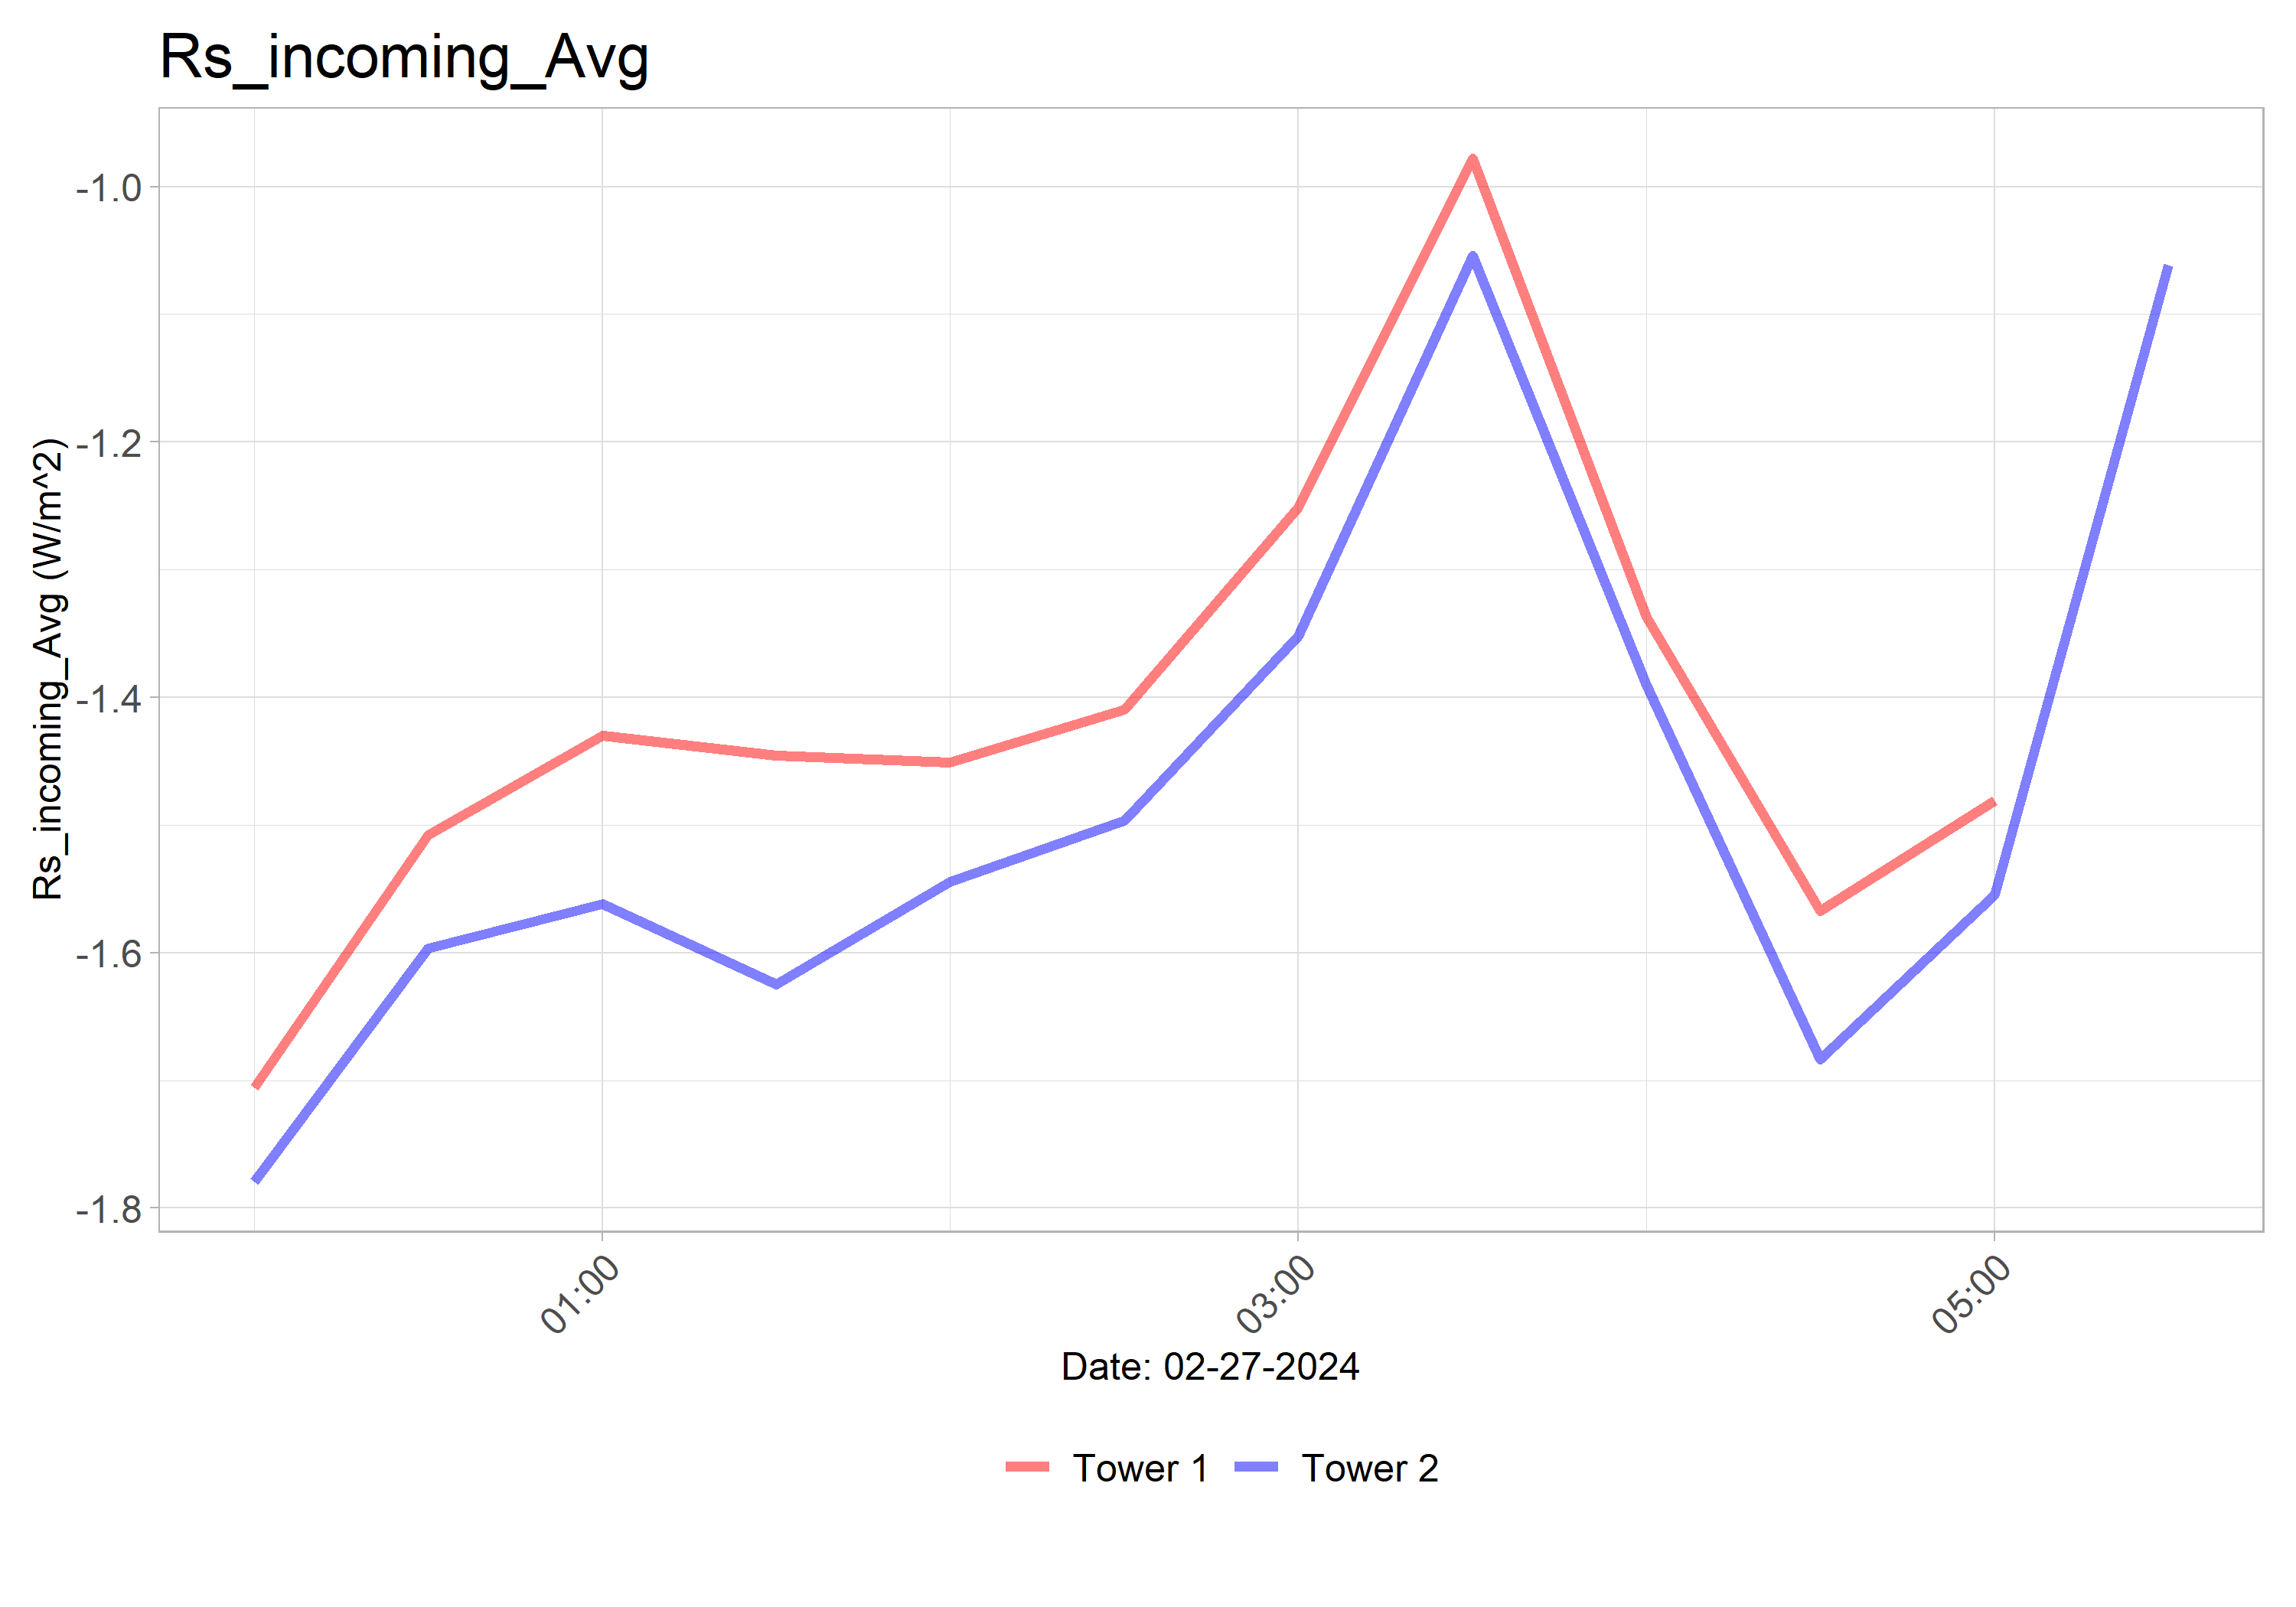 Rs_incoming_Avg
Rs_incoming_Avg (W/m^2)
-1.0
-1.2
-1.4
-1.6
-1.8
01:00
03:00
05:00
Date: 02-27-2024
Tower 1
Tower 2